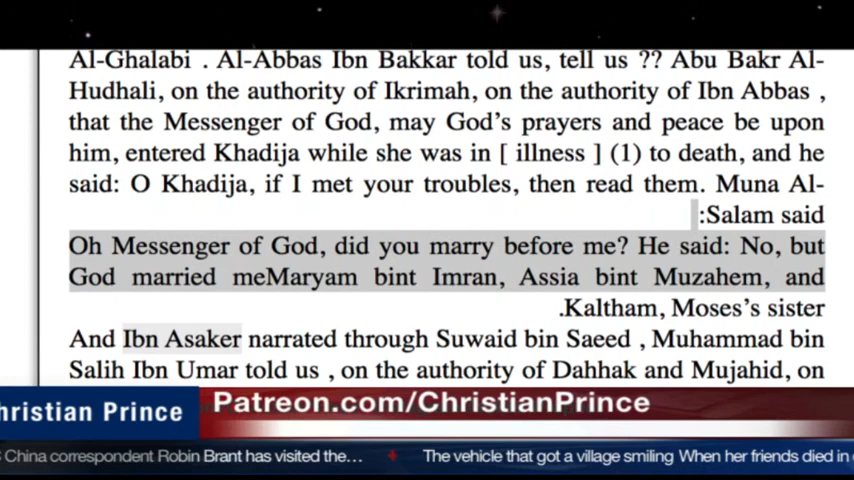 Al-Ghalabi . Al-Abbas Ibn Bakkar told us, tell us ?? Abu Bakr Al-
Hudhali, on the authority of Ikrimah, on the authority of Ibn Abbas ,
that the Messenger of God, may God's prayers and peace be upon
him, entered Khadija while she was in [ illness ] (1) to death, and he
said: O Khadija, if I met your troubles, then read them. Muna Al-
:Salam said
Oh Messenger of God, did you marry before me? He said: No, but
God married meMaryam bint Imran, Assia bint Muzahem, and
.Kaltham, Moses's sister
And Ibn Asaker narrated through Suwaid bin Saeed , Muhammad bin
Salih Ibn Umar told us , on the authority of Dahhak and Mujahid, on
hristian Prince
Patreon.com/ChristianPrince
China correspondent Robin Brant has visited the... The vehicle that got a village smiling When her friends died in